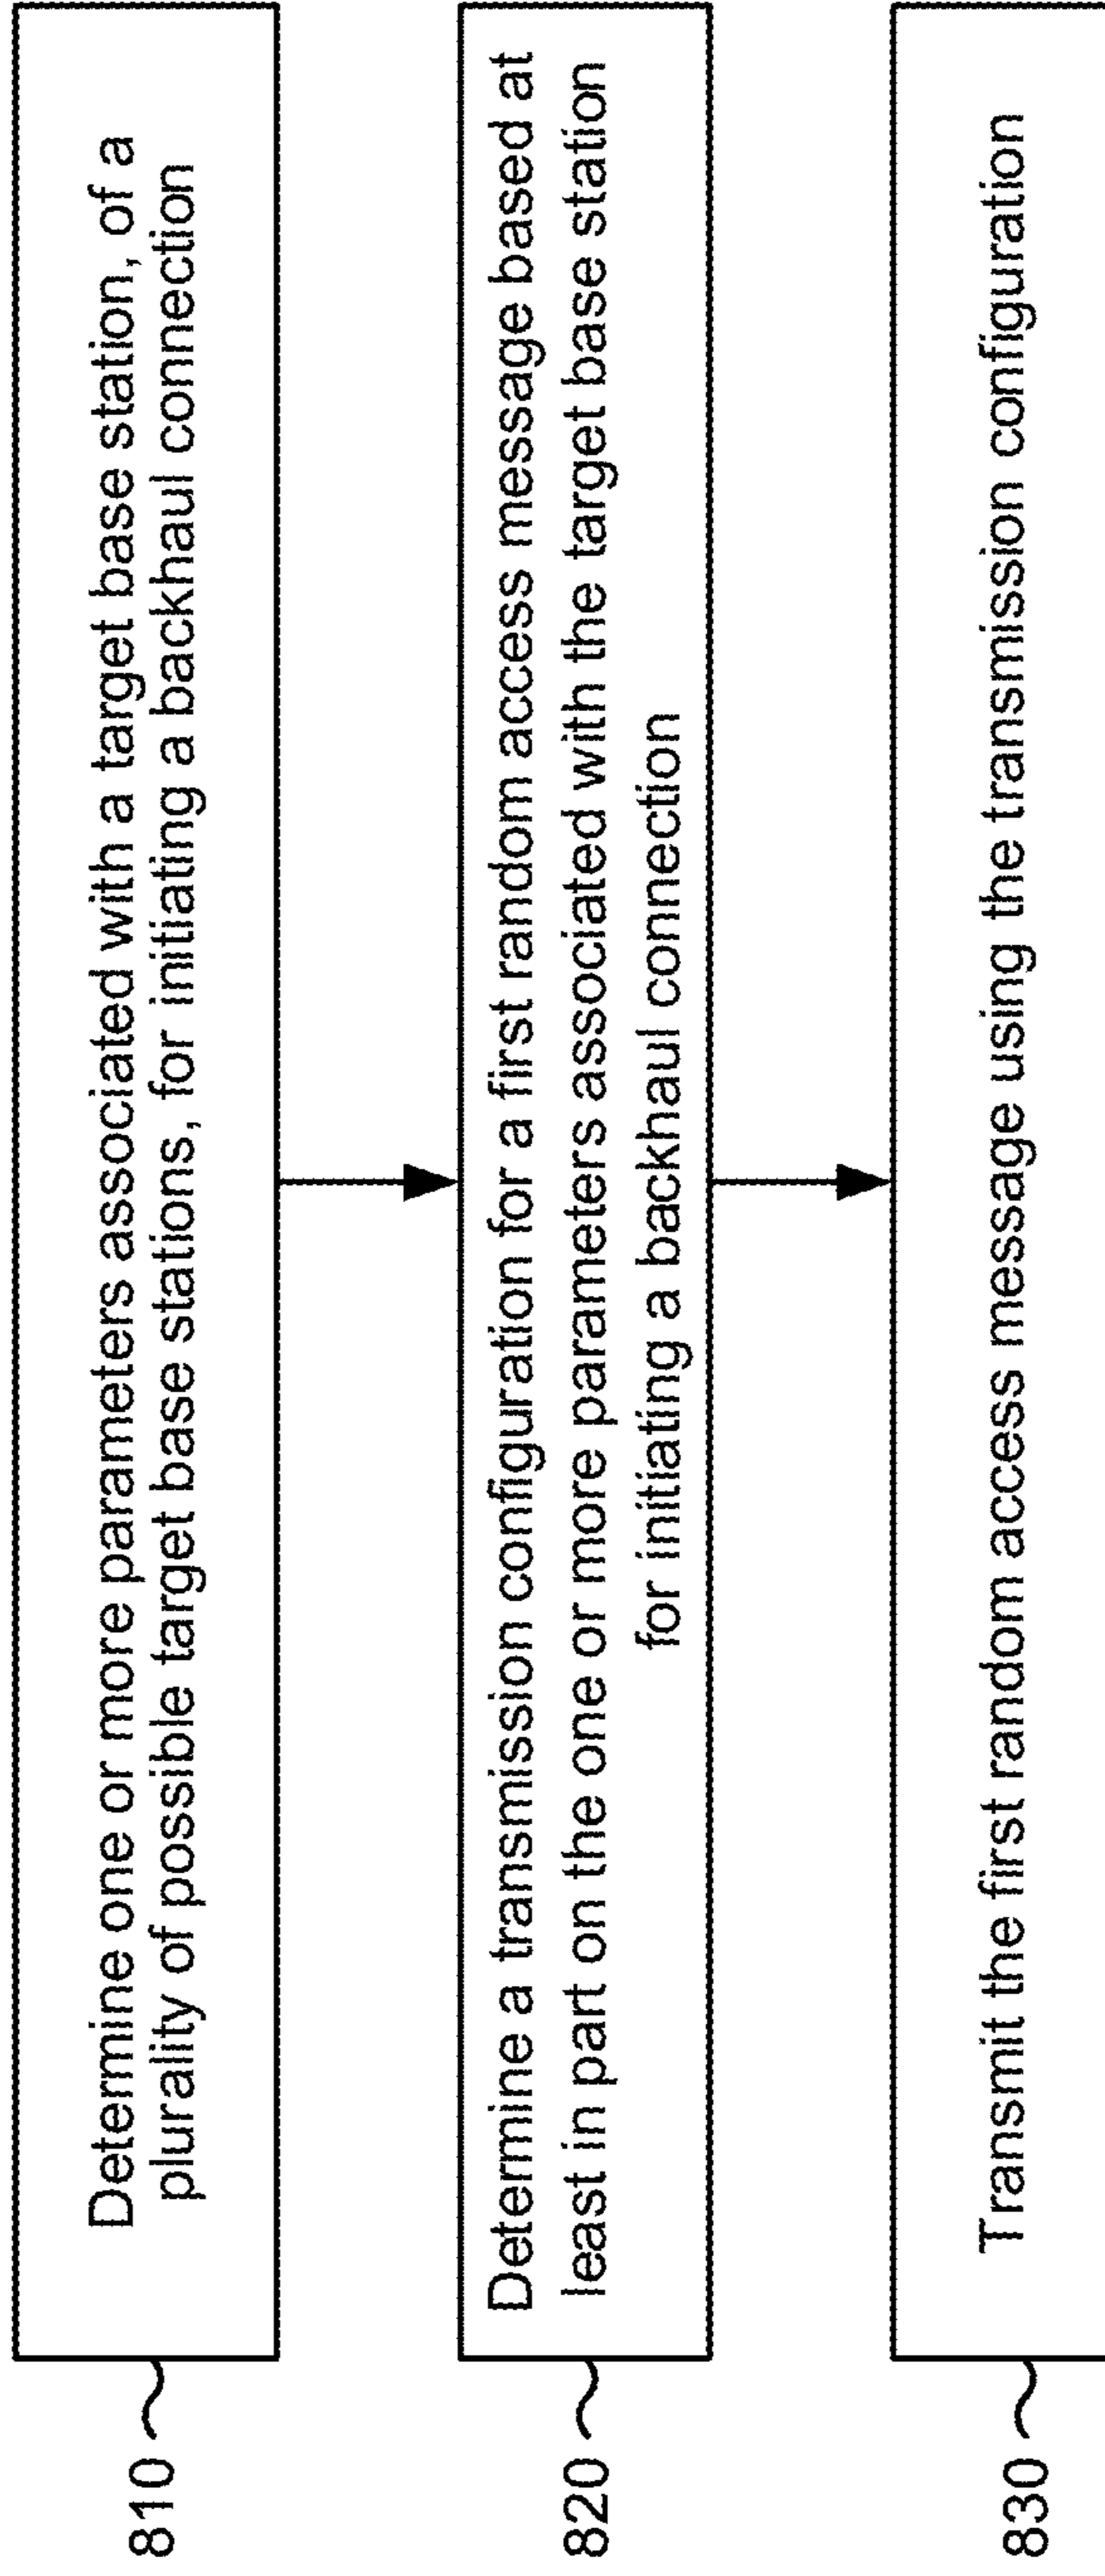 810
Determine one or more parameters associated with a target base station, of a
plurality of possible target base stations, for initiating a backhaul connection
820
Determine a transmission configuration for a first random access message based at
least in part on the one or more parameters associated with the target base station
for initiating a backhaul connection
830
Transmit the first random access message using the transmission configuration